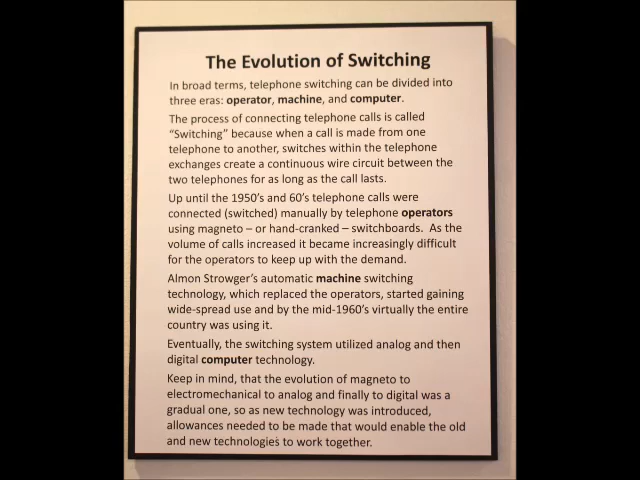 The Evolution of Switching
In broad terms, telephone switching can be divided into
three eras: operator, machine, and computer.
The process of connecting telephone calls is called
“Switching” because when a call is made from one
telephone to another, switches within the telephone
exchanges create a continuous wire circuit between the
two telephones for as long as the call lasts.
Up until the 1950’s and 60’s telephone calls were
connected (switched) manually by telephone operators
using magneto – or hand-cranked – switchboards. As the
volume of calls increased it became increasingly difficult
for the operators to keep up with the demand.
Almon Strowger’s automatic machine switching
technology, which replaced the operators, started gaining
wide-spread use and by the mid-1960’s virtually the entire
country was using it.
Eventually, the switching system utilized analog and then
digital computer technology.
Keep in mind, that the evolution of magneto to
electromechanical to analog and finally to digital was a
gradual one, so as new technology was introduced,
allowances needed to be made that would enable the old
and new technologies to work together.